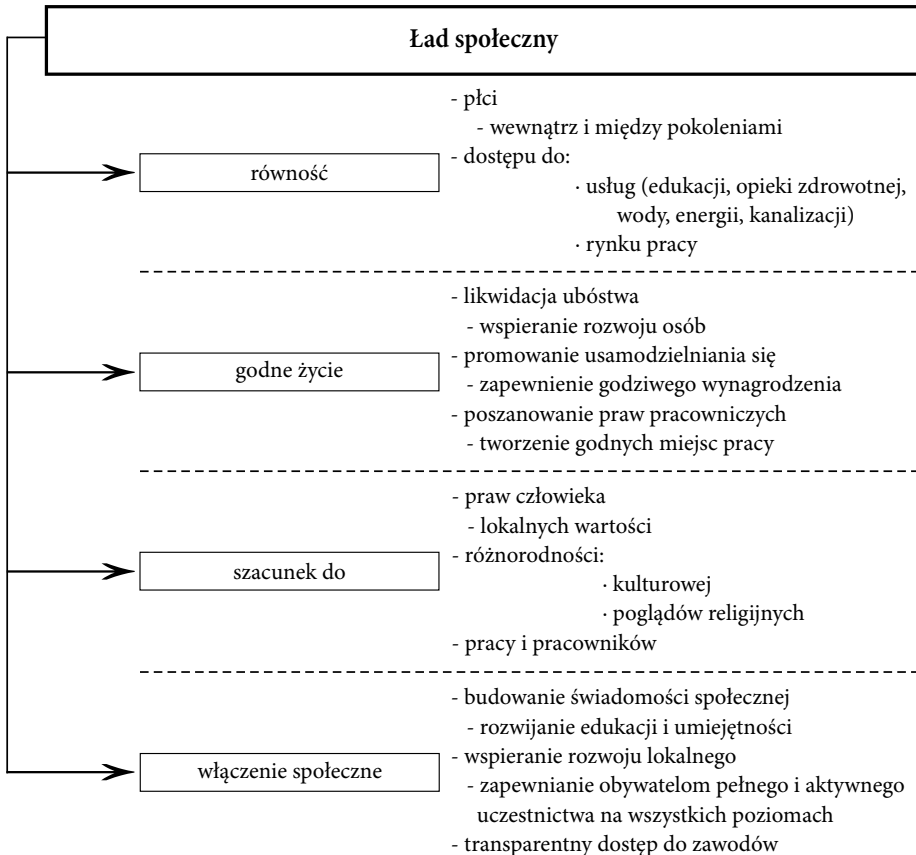 Ład społeczny
- płci
- wewnątrz i między pokoleniami
- dostępu do:
równość
· usług (edukacji, opieki zdrowotnej,
wody, energii, kanalizacji)
· rynku pracy
- likwidacja ubóstwa
- wspieranie rozwoju osób
- promowanie usamodzielniania się
godne życie
- zapewnienie godziwego wynagrodzenia
- poszanowanie praw pracowniczych
- tworzenie godnych miejsc pracy
- praw człowieka
- lokalnych wartości
- różnorodności:
szacunek do
· kulturowej
· poglądów religijnych
- pracy i pracowników
- budowanie świadomości społecznej
- rozwijanie edukacji i umiejętności
- wspieranie rozwoju lokalnego
włączenie społeczne
- zapewnianie obywatelom pełnego i aktywnego
uczestnictwa na wszystkich poziomach
- transparentny dostęp do zawodów